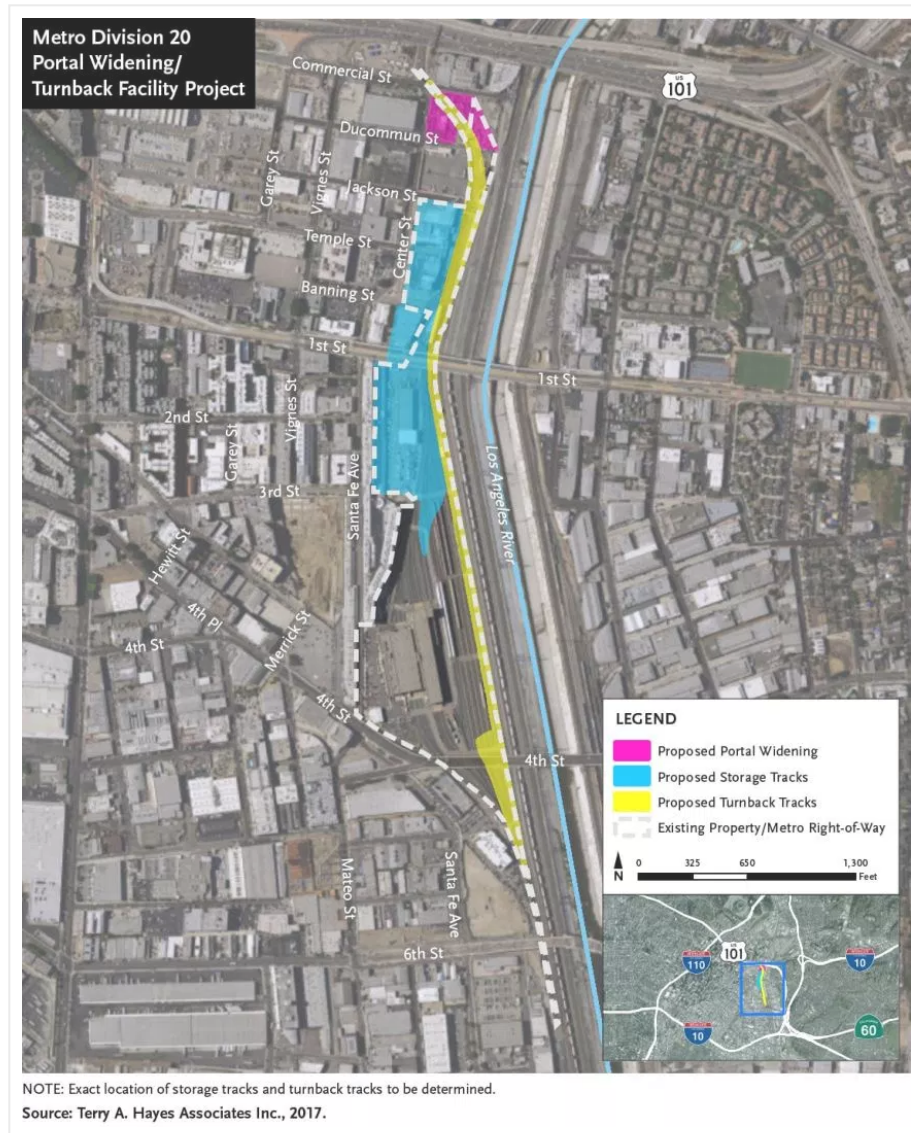 Metro Division 20
Portal Widening/
Turnback Facility Project
Commercial St
US
101
Ducommun St
Garey St
Vignes St
Jackson St
Center St
Temple St
Banning St
1st St
1st St
2nd St
Vignes St
Garey St
Santa Fe Ave
3rd St
Los Angeles River
Hewitt St
4th Pl
Merrick St
4th St
4th St
4th St
Mateo St
Santa Fe Ave
6th St
LEGEND
Proposed Portal Widening
Proposed Storage Tracks
Proposed Turnback Tracks
Existing Property/Metro Right-of-Way
N
0 325 650 1,300
Feet
US
101
110
10
10
60
NOTE: Exact location of storage tracks and turnback tracks to be determined.
Source: Terry A. Hayes Associates Inc., 2017.